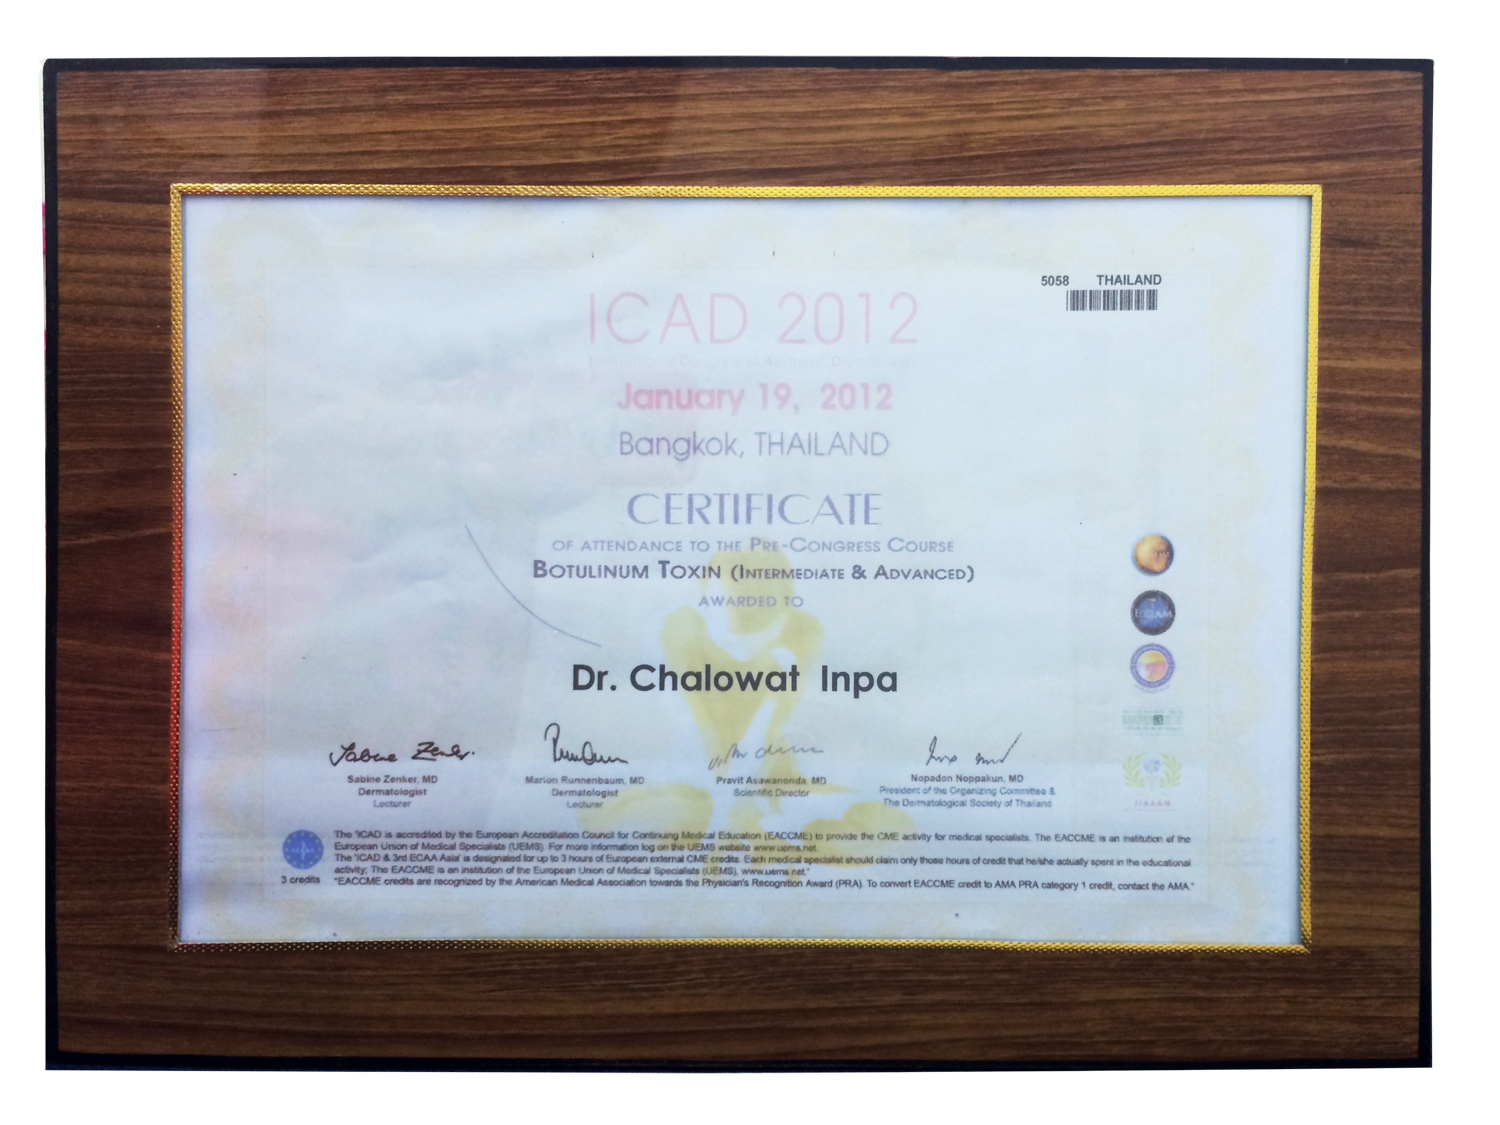 5058 THAILAND
ICAD 2012
January 19, 2012
Bangkok, THAILAND
CERTIFICATE
OF ATTENDANCE TO THE PRE-CONGRESS COURSE
BOTULINUM TOXIN (INTERMEDIATE & ADVANCED)
AWARDED TO
Dr. Chalowat Inpa
Sabine Zenker.
Sabine Zenker, MD
Dermatologist
Lecturer
Marion Runnenbaum, MD
Dermatologist
Lecturer
Pravit Asawanonda, MD
Scientific Director
Nopadon Noppakun, MD
President of the Organizing Committee &
The Dermatological Society of Thailand
3 credits
The "ICAD is accredited by the European Accreditation Council for Continuing Medical Education (EACCME) to provide the CME activity for medical specialists. The EACCME is an institution of the
European Union of Medical Specialists (UEMS). For more information log on the UEMS website www.uems.net.
The 'ICAD & 3rd ECAA Asia' is designated for up to 3 hours of European external CME credits. Each medical specialist should claim only those hours of credit that he/she actually spent in the educational
activity. The EACCME is an institution of the European Union of Medical Specialists (UEMS), www.uems.net."
"EACCME credits are recognized by the American Medical Association towards the Physician's Recognition Award (PRA). To convert EACCME credit to AMA PRA category 1 credit, contact the AMA."